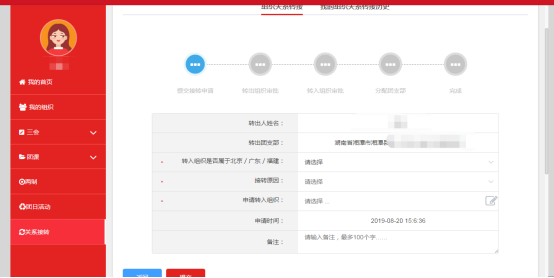 组织关系转接 我的组织关系转接历史
我的首页
我的组织
三会
团课
两制
团日活动
关系接转
提交接转申请 转出组织审批 转入组织审批 分配团支部 完成
转出人姓名：
转出团支部： 湖南省湘潭市湘潭县
* 转入组织是否属于北京／广东／福建： 请选择
* 接转原因： 请选择
* 申请转入组织： 请选择 ...
申请时间： 2019-08-20 15:6:36
备注： 请输入备注，最多100个字......
提交